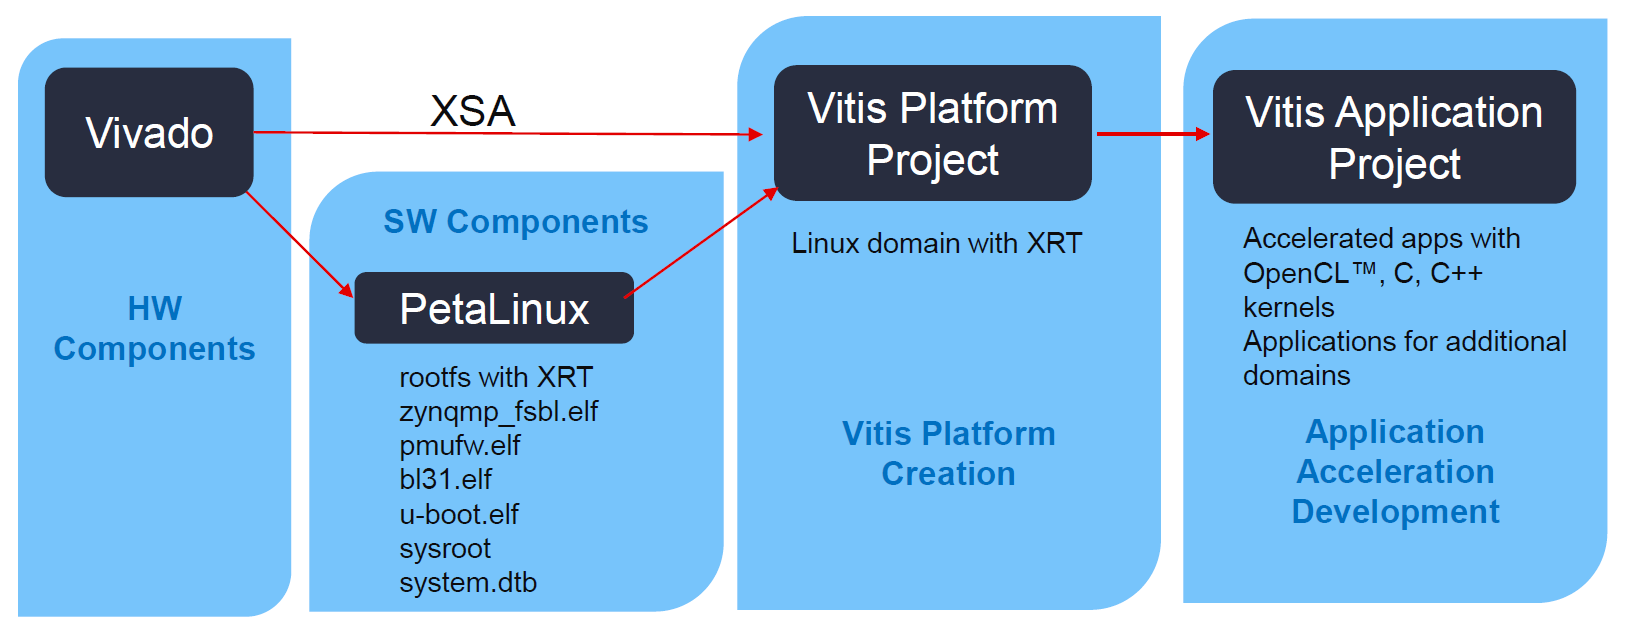 Vivado
HW
Components
XSA
SW Components
PetaLinux
rootfs with XRT
zynqmp_fsbl.elf
pmufw.elf
bl31.elf
u-boot.elf
sysroot
system.dtb
Vitis Platform
Project
Linux domain with XRT
Vitis Platform
Creation
Vitis Application
Project
Accelerated apps with
OpenCL™, C, C++
kernels
Applications for additional
domains
Application
Acceleration
Development